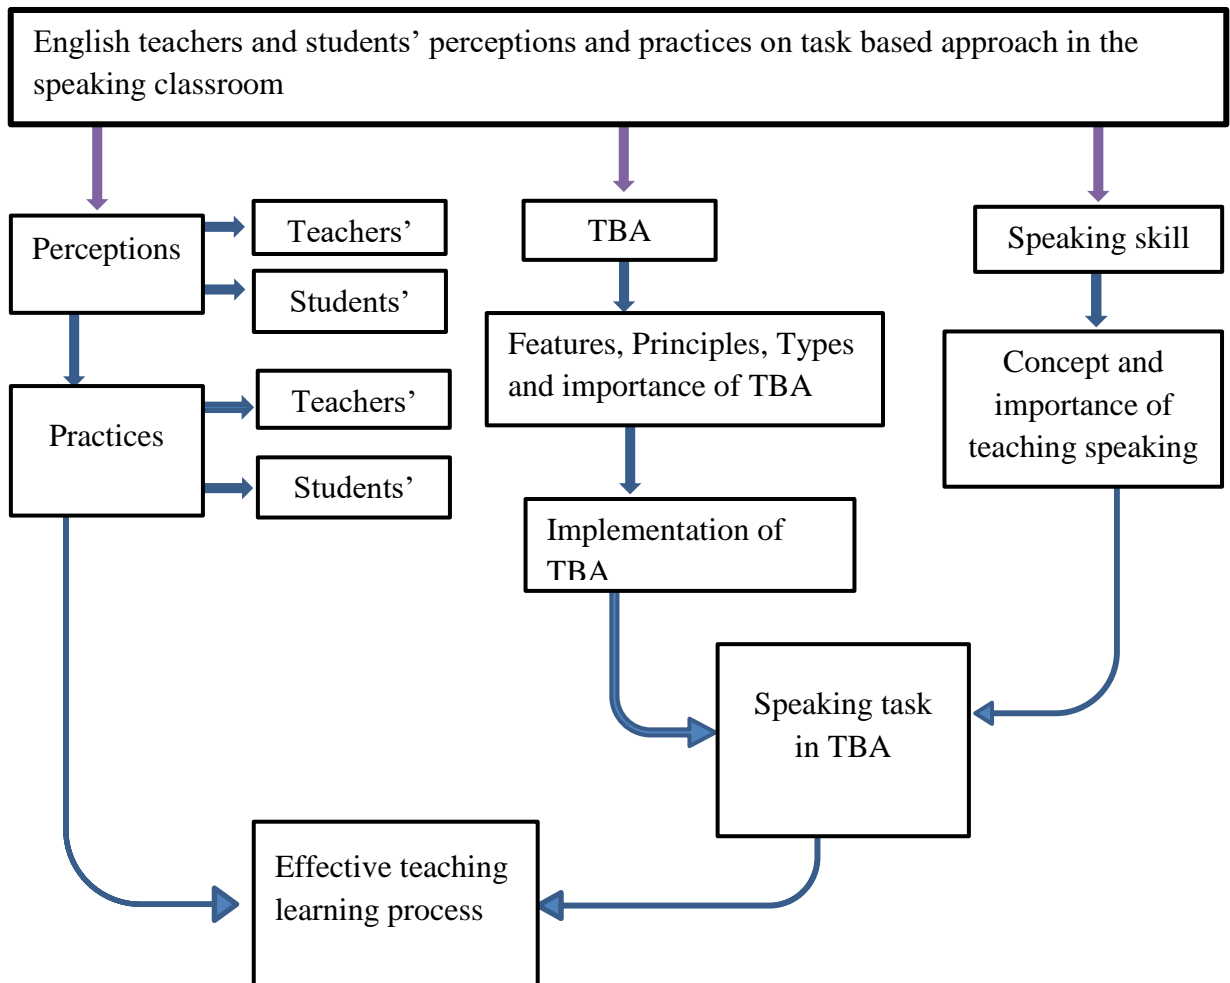 English teachers and students’ perceptions and practices on task based approach in the
speaking classroom
Perceptions
Teachers’
Students’
Practices
Teachers’
Students’
TBA
Features, Principles, Types
and importance of TBA
Implementation of
TBA
Speaking skill
Concept and
importance of
teaching speaking
Speaking task
in TBA
Effective teaching
learning process